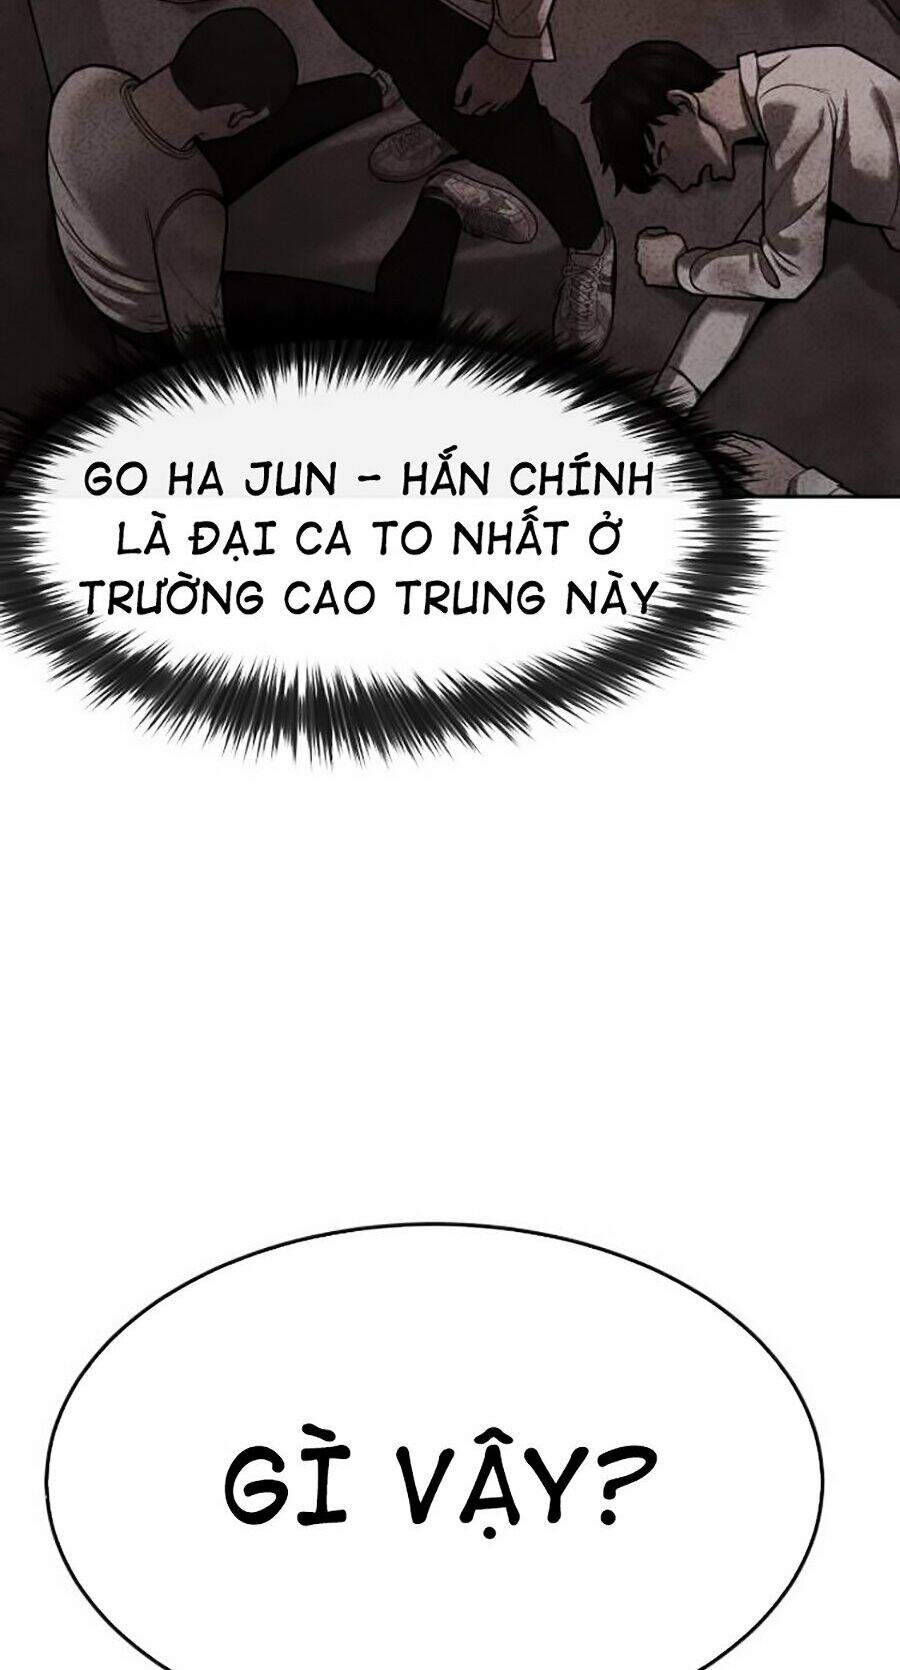 GO HA JUN - HẮN CHÍNH
LÀ ĐẠI CA TO NHẤT Ở
TRƯỜNG CAO TRUNG NÀY
GÌ VẬY?